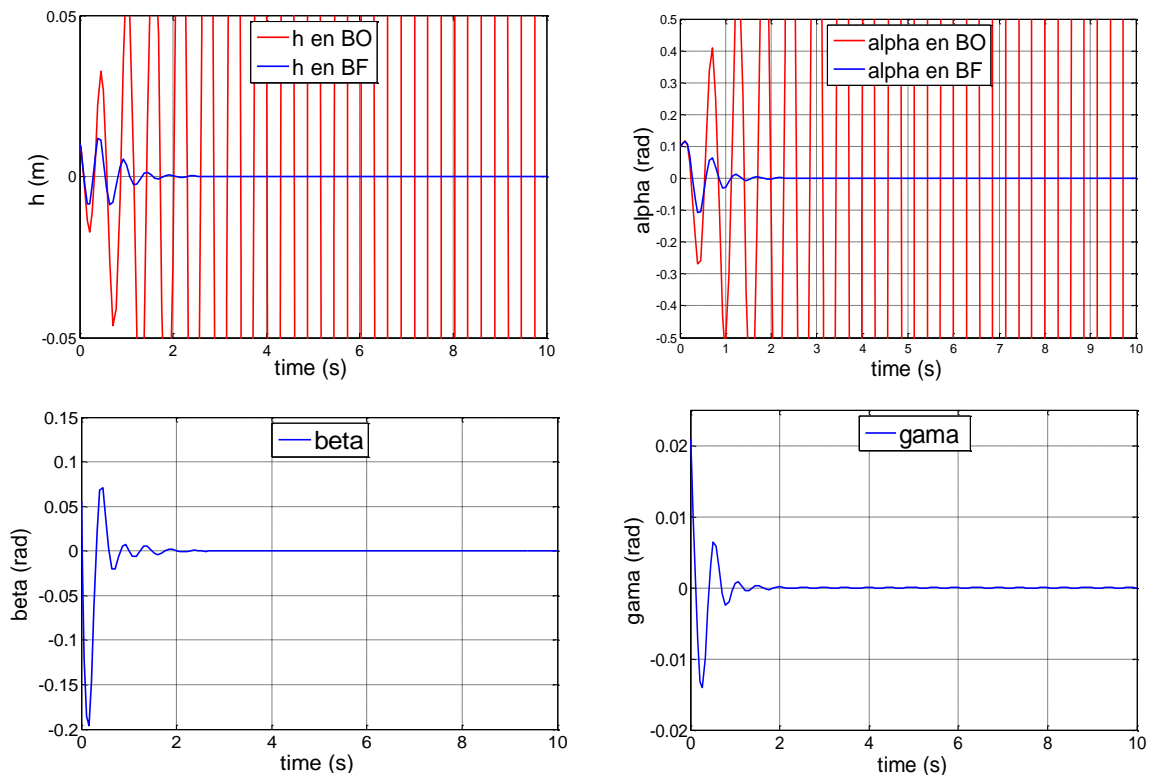 0.05
0
-0.05
h (m)
h en BO
h en BF
0 2 4 6 8 10
time (s)
0.5
0.4
0.3
0.2
0.1
0
-0.1
-0.2
-0.3
-0.4
-0.5
alpha (rad)
alpha en BO
alpha en BF
0 1 2 3 4 5 6 7 8 9 10
time (s)
0.15
0.1
0.05
0
-0.05
-0.1
-0.15
-0.2
beta (rad)
beta
0 2 4 6 8 10
time (s)
0.02
0.01
0
-0.01
-0.02
gama (rad)
gama
0 2 4 6 8 10
time (s)